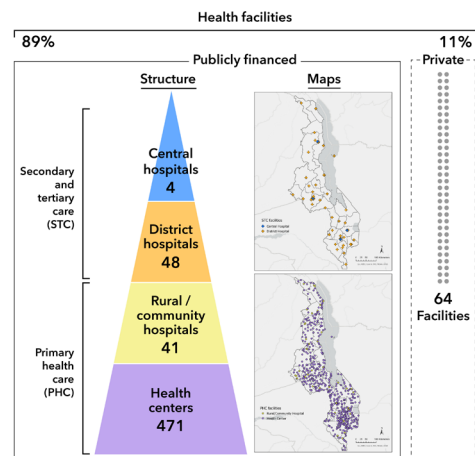 Health facilities
89%
11%
Publicly financed
Private
Structure
Maps
Secondary
and
tertiary
care
(STC)
Central
hospitals
4
District
hospitals
48
STC facilities
Central Hospital
District Hospital
64
Facilities
Primary
health
care
(PHC)
Rural /
community
hospitals
41
Health
centers
471
PHC facilities